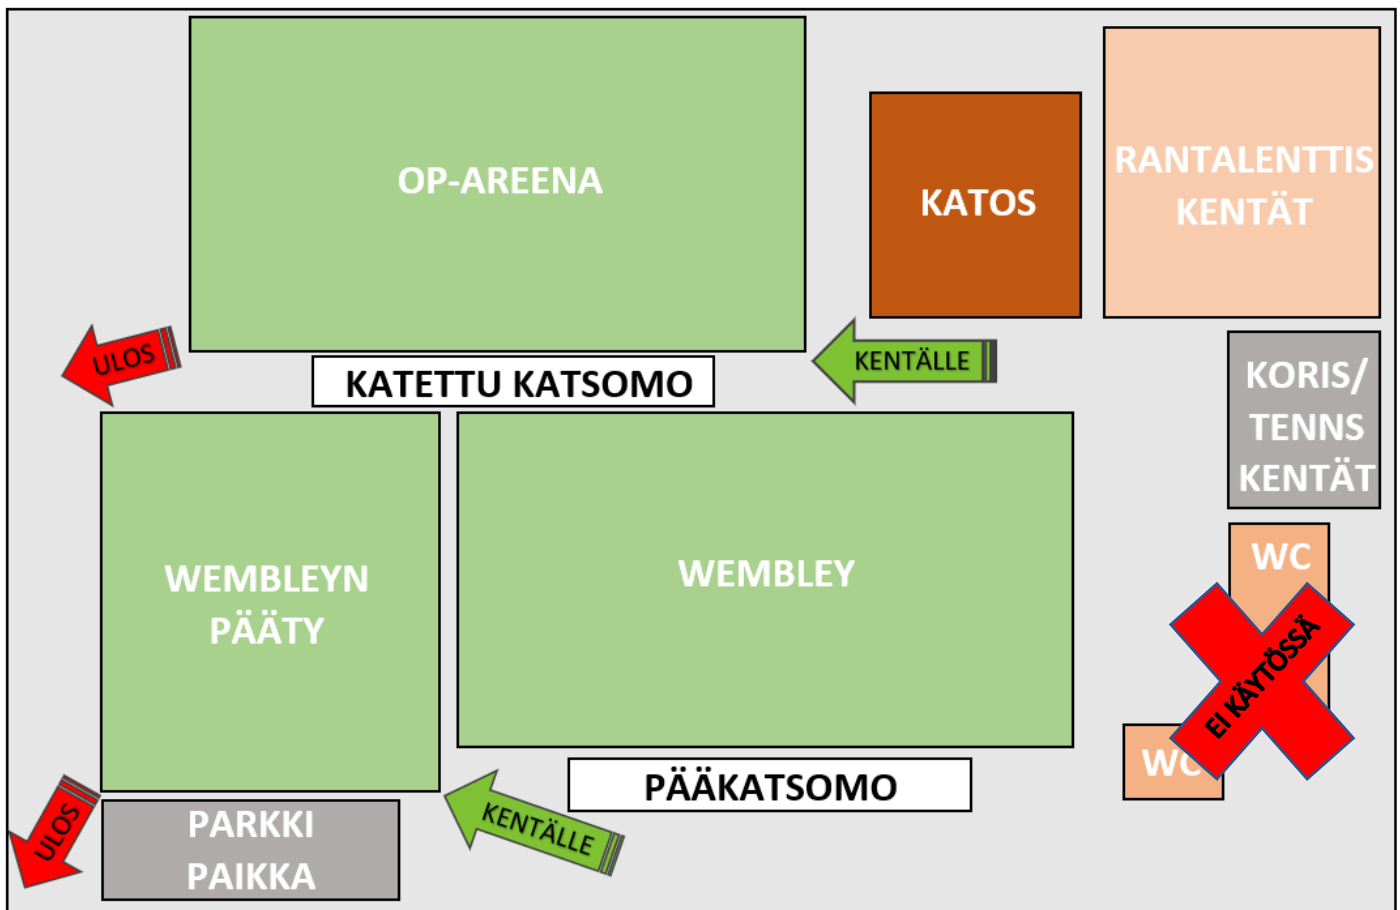 OP-AREENA
KATOS
RANTALENTTIS
KENTÄT
ULOS
KATETTU KATSOMO
KENTÄLLE
KORIS/
TENNS
KENTÄT
WEMBLEYN
PÄÄTY
WEMBLEY
WC
EI KÄYTÖSSÄ
WC
ULOS
PARKKI
PAIKKA
KENTÄLLE
PÄÄKATSOMO